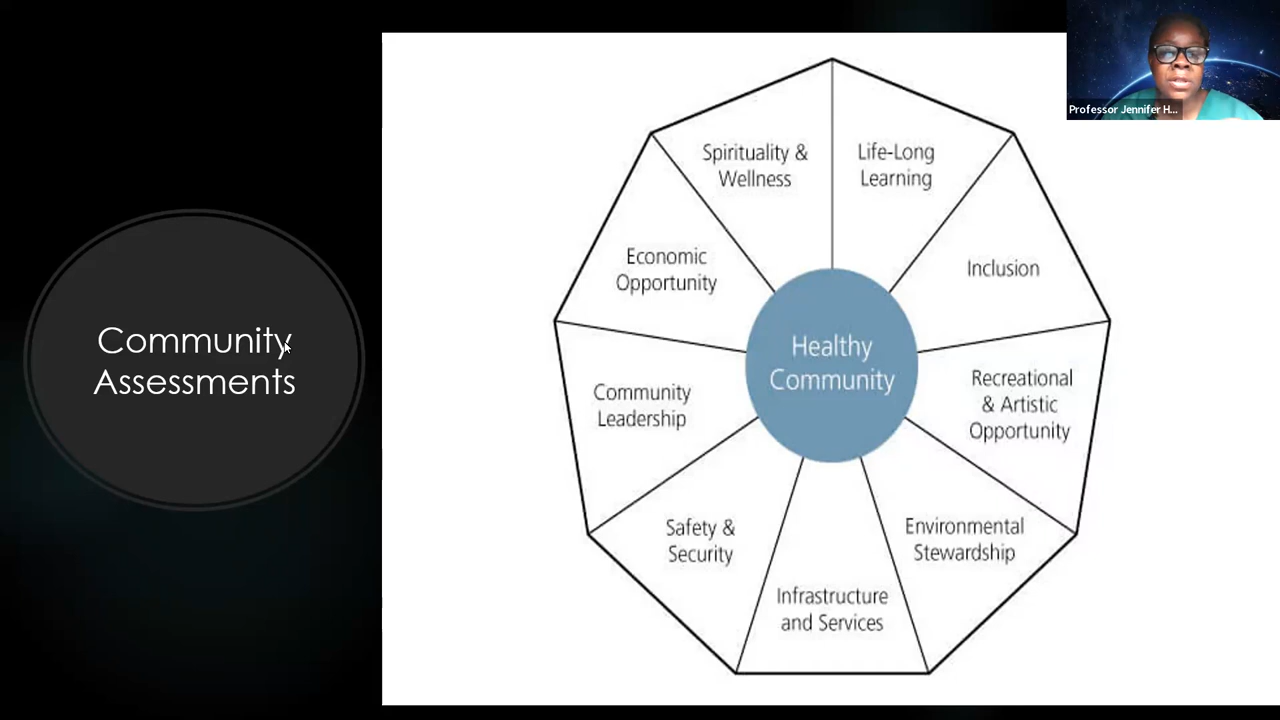 Community
Assessments
Spirituality &
Wellness
Life-Long
Learning
Inclusion
Recreational
& Artistic
Opportunity
Environmental
Stewardship
Infrastructure
and Services
Safety &
Security
Community
Leadership
Economic
Opportunity
Healthy
Community
Professor Jennifer H...